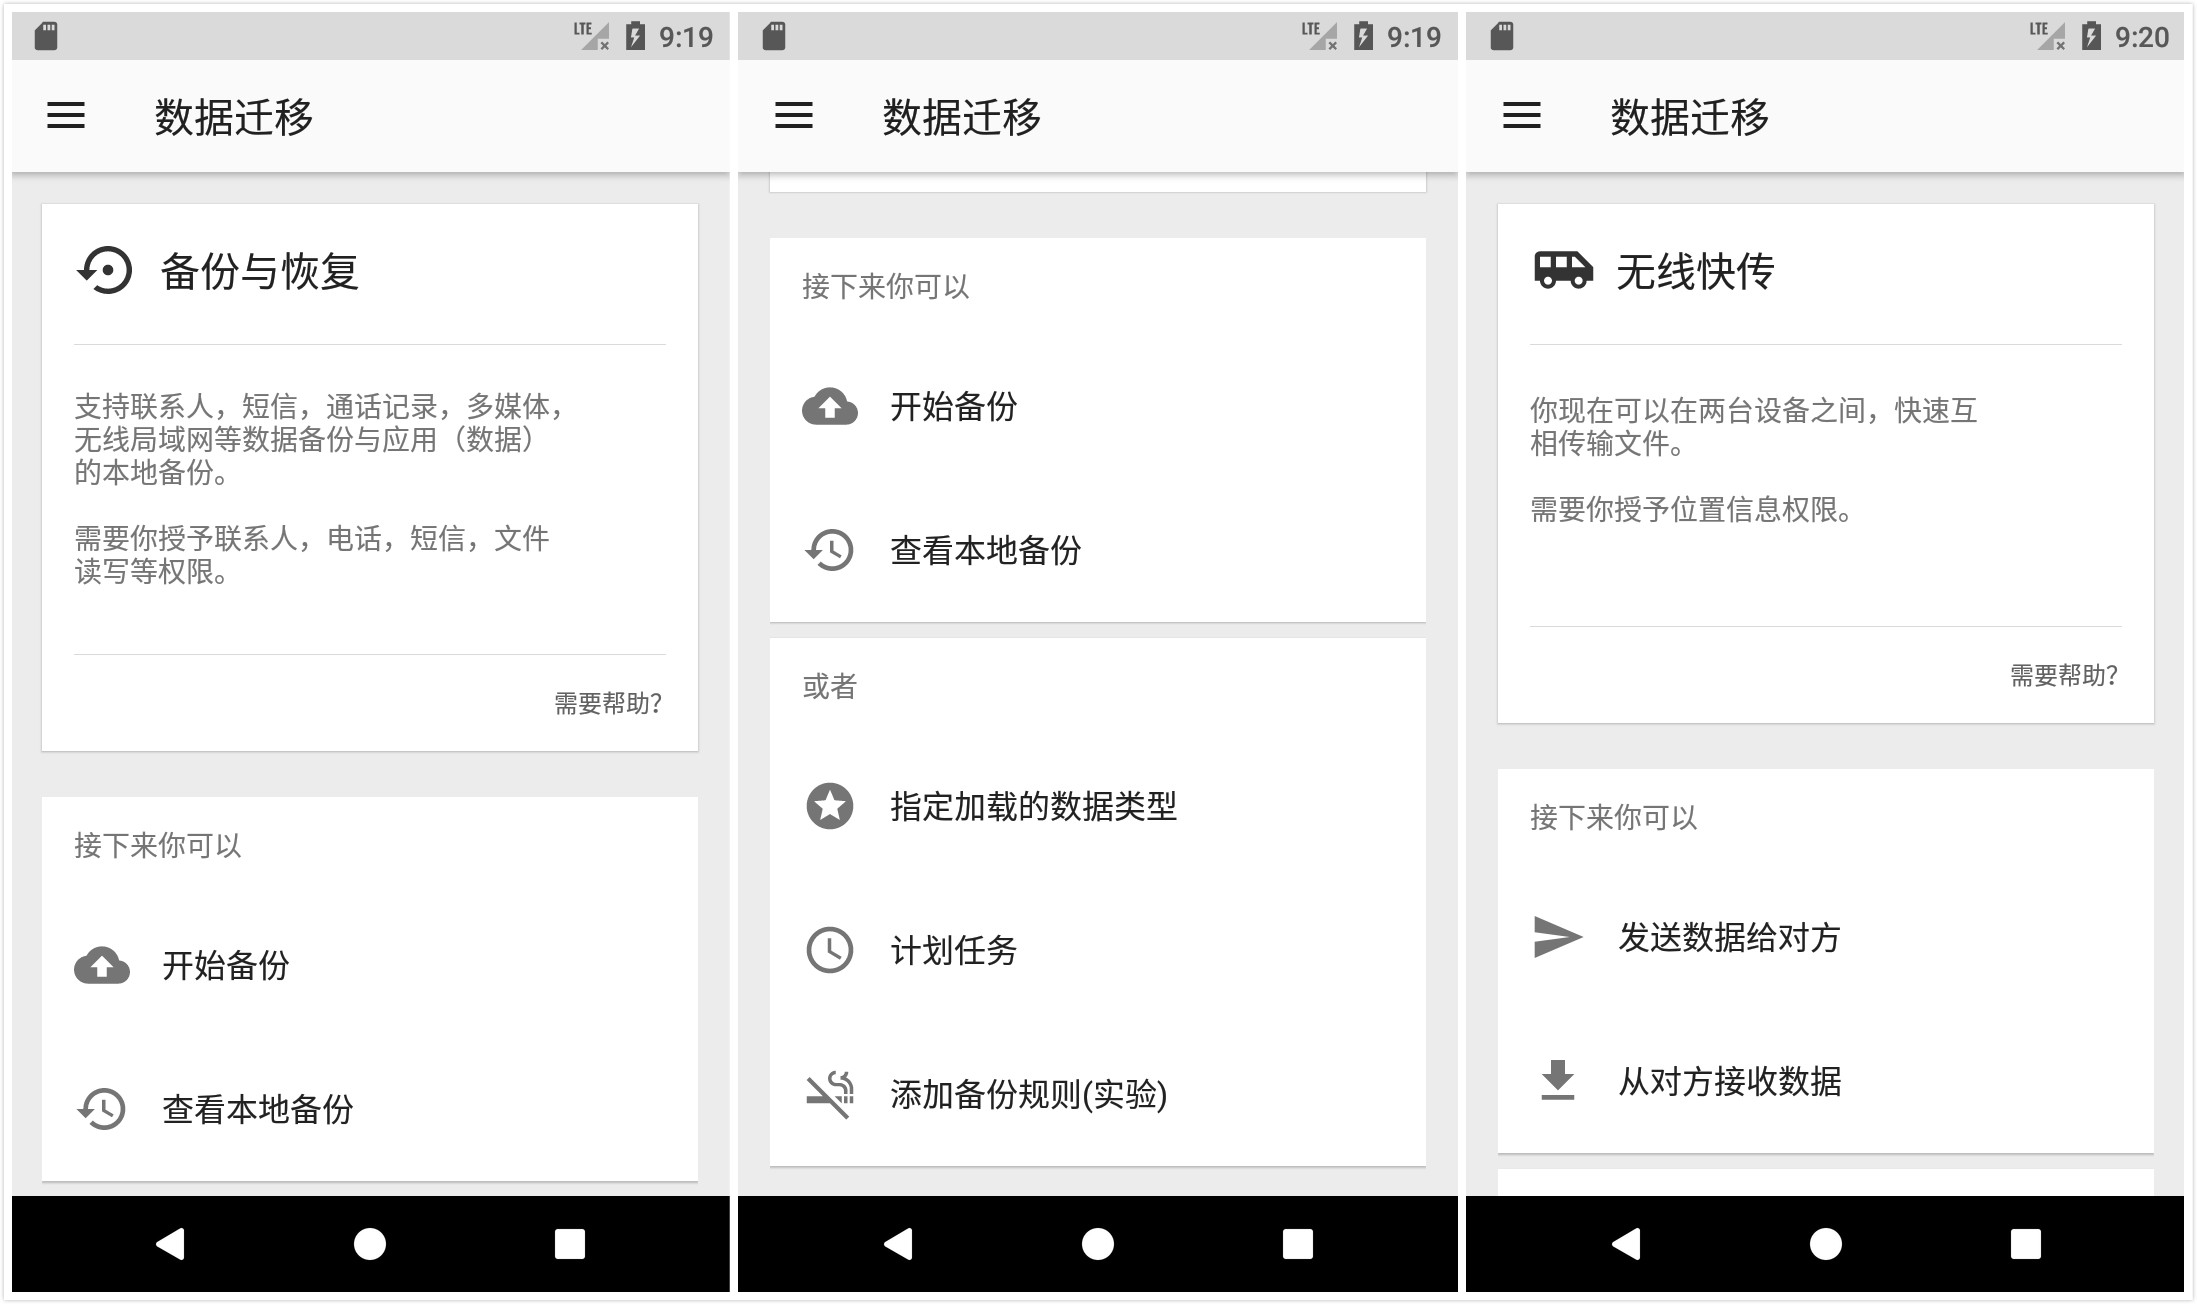 LTE 9:19
数据迁移
备份与恢复
支持联系人，短信，通话记录，多媒体，
无线局域网等数据备份与应用（数据）
的本地备份。
需要你授予联系人，电话，短信，文件
读写等权限。
需要帮助？
接下来你可以
开始备份
查看本地备份
LTE 9:19
数据迁移
接下来你可以
开始备份
查看本地备份
或者
指定加载的数据类型
计划任务
添加备份规则(实验)
LTE 9:20
数据迁移
无线快传
你现在可以在两台设备之间，快速互
相传输文件。
需要你授予位置信息权限。
需要帮助？
接下来你可以
发送数据给对方
从对方接收数据